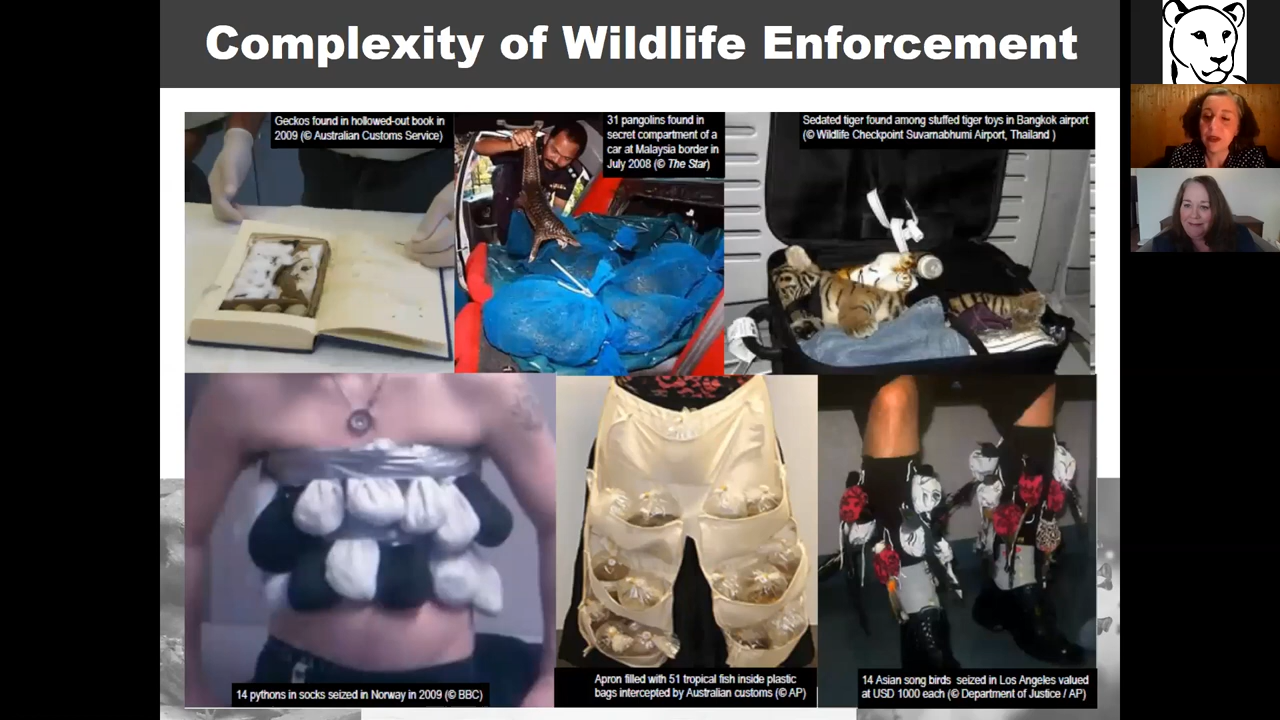 Complexity of Wildlife Enforcement
Geckos found in hollowed-out book in
2009 (© Australian Customs Service)
31 pangolins found in
secret compartment of a
car at Malaysia border in
July 2008 (© The Star)
Sedated tiger found among stuffed tiger toys in Bangkok airport
(© Wildlife Checkpoint Suvarnabhumi Airport, Thailand )
14 pythons in socks seized in Norway in 2009 (© BBC)
Apron filled with 51 tropical fish inside plastic
bags intercepted by Australian customs (© AP)
14 Asian song birds seized in Los Angeles valued
at USD 1000 each (© Department of Justice / AP)